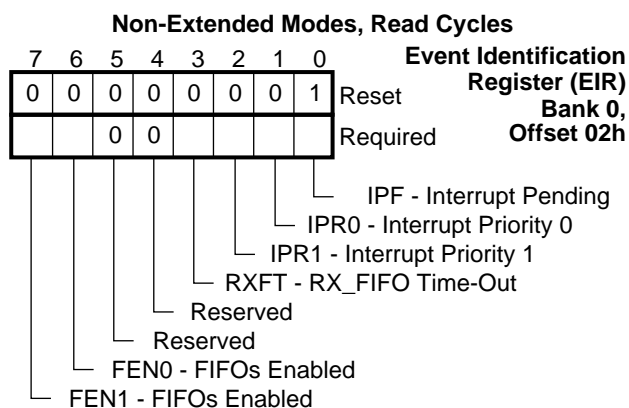 Non-Extended Modes, Read Cycles
7 6 5 4 3 2 1 0
Event Identification
Register (EIR)
Bank 0,
Offset 02h
0 0 0 0 0 0 0 1 Reset
0 0 Required
IPF - Interrupt Pending
IPR0 - Interrupt Priority 0
IPR1 - Interrupt Priority 1
RXFT - RX_FIFO Time-Out
Reserved
Reserved
FEN0 - FIFOs Enabled
FEN1 - FIFOs Enabled